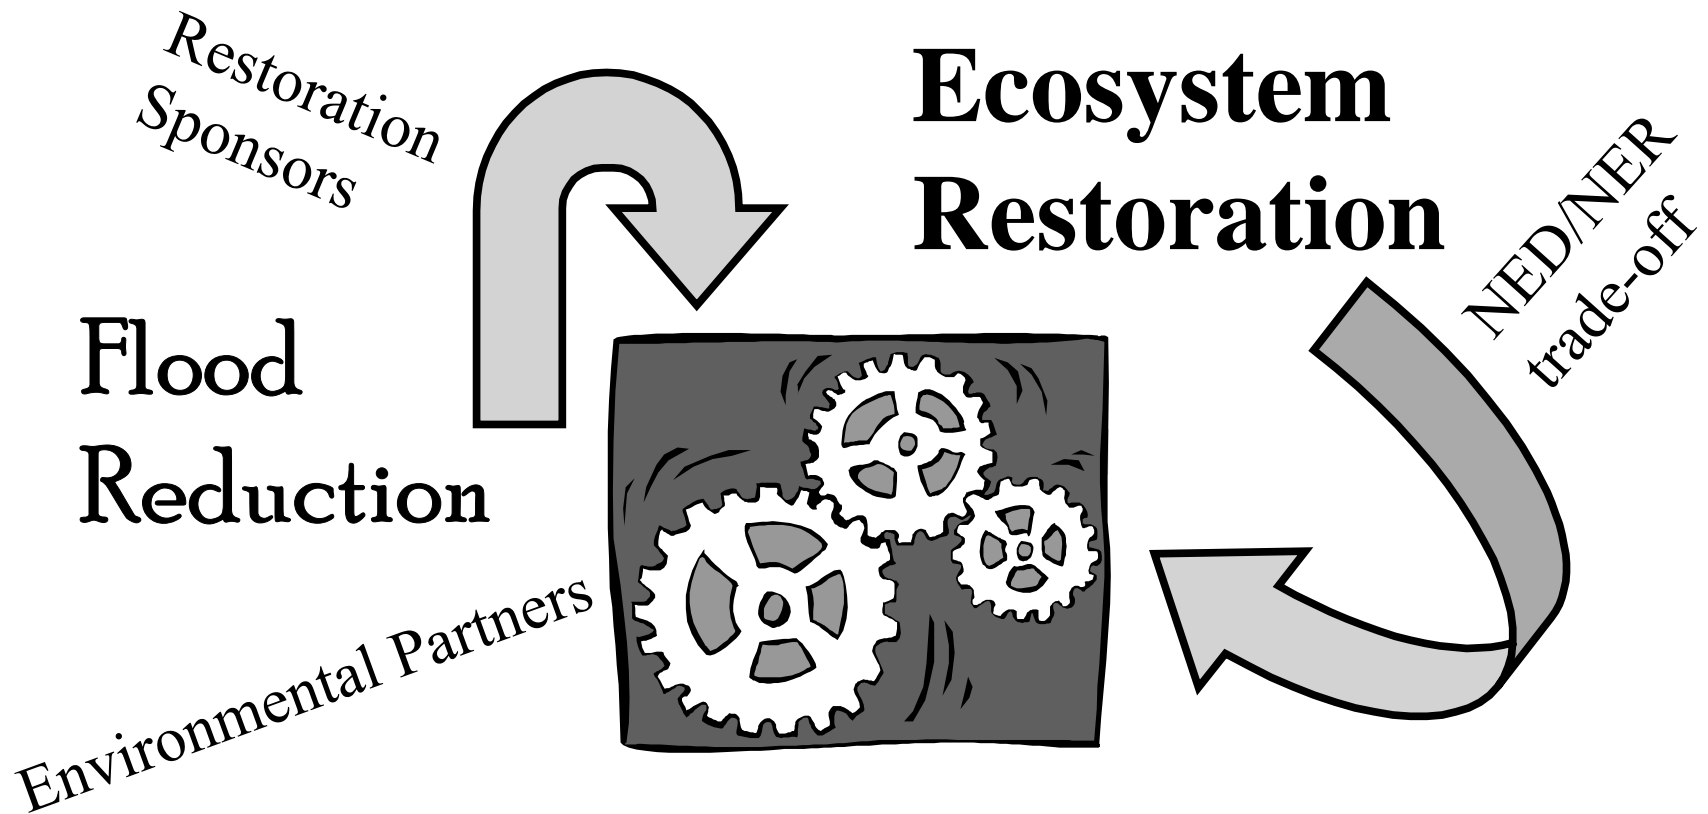 Restoration
Sponsors
Ecosystem
Restoration
NED/NER
trade-off
Flood
Reduction
Environmental Partners